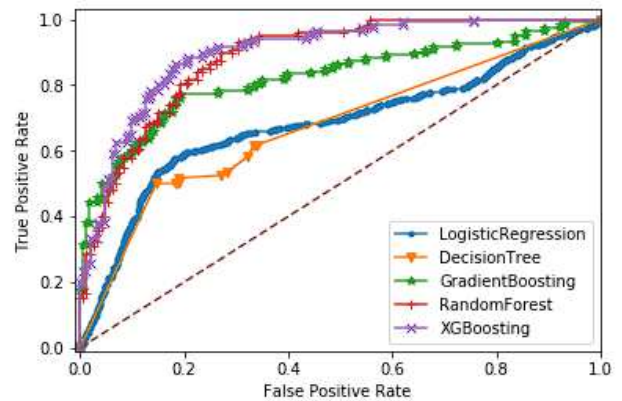 1.0
0.8
0.6
0.4
0.2
0.0
True Positive Rate
LogisticRegression
DecisionTree
GradientBoosting
RandomForest
XGBoosting
0.0 0.2 0.4 0.6 0.8 1.0
False Positive Rate